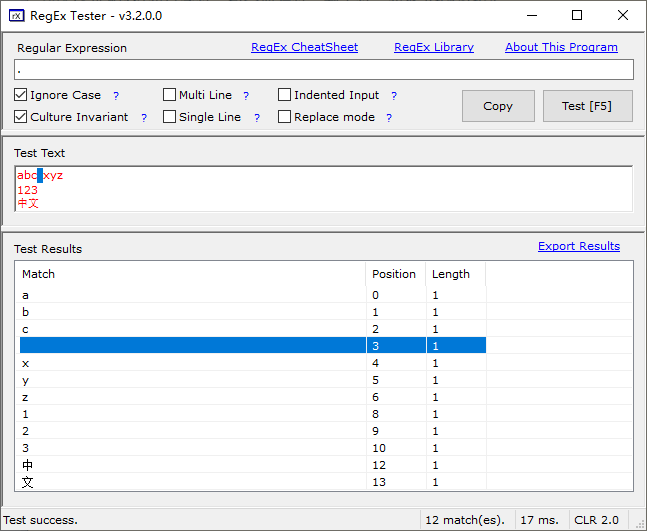 rX RegEx Tester - v3.2.0.0
Regular Expression RegEx CheatSheet RegEx Library About This Program
.
Ignore Case ? Multi Line ? Indented Input ?
Culture Invariant ? Single Line ? Replace mode ?
Copy Test [F5]
Test Text
abc xyz
123
中文
Test Results Export Results
Match Position Length
a 0 1
b 1 1
c 2 1
3 1
x 4 1
y 5 1
z 6 1
1 8 1
2 9 1
3 10 1
中 12 1
文 13 1
Test success. 12 match(es). 17 ms. CLR 2.0